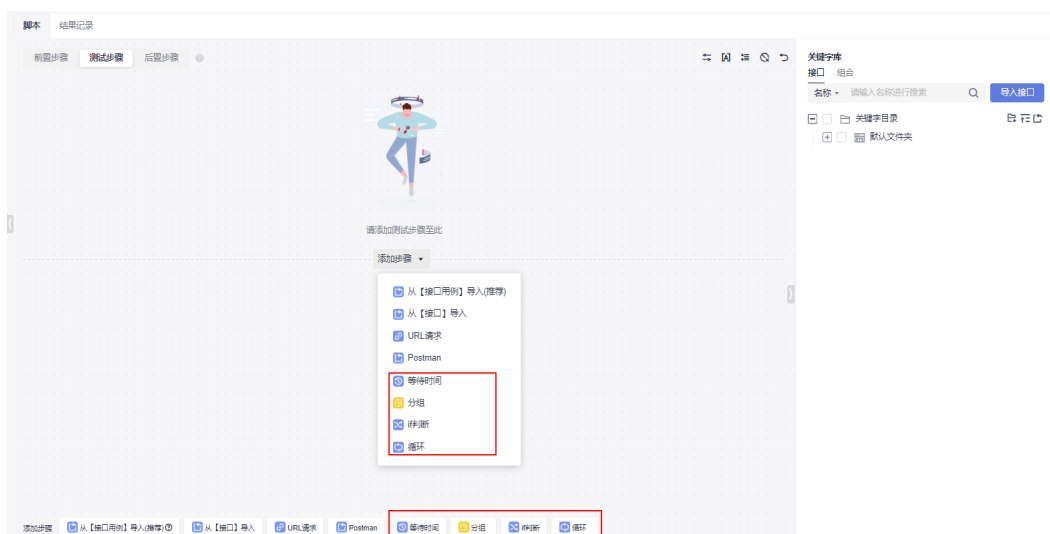 脚本 结果记录
前置步骤 测试步骤 后置步骤
关键字库
接口 组合
名称 请输入名称进行搜索 导入接口
关键字目录
默认文件夹
请添加测试步骤至此
添加步骤
从【接口用例】导入(推荐)
从【接口】导入
URL请求
Postman
等待时间
分组
if判断
循环
添加步骤 从【接口用例】导入(推荐) 从【接口】导入 URL请求 Postman 等待时间 分组 if判断 循环